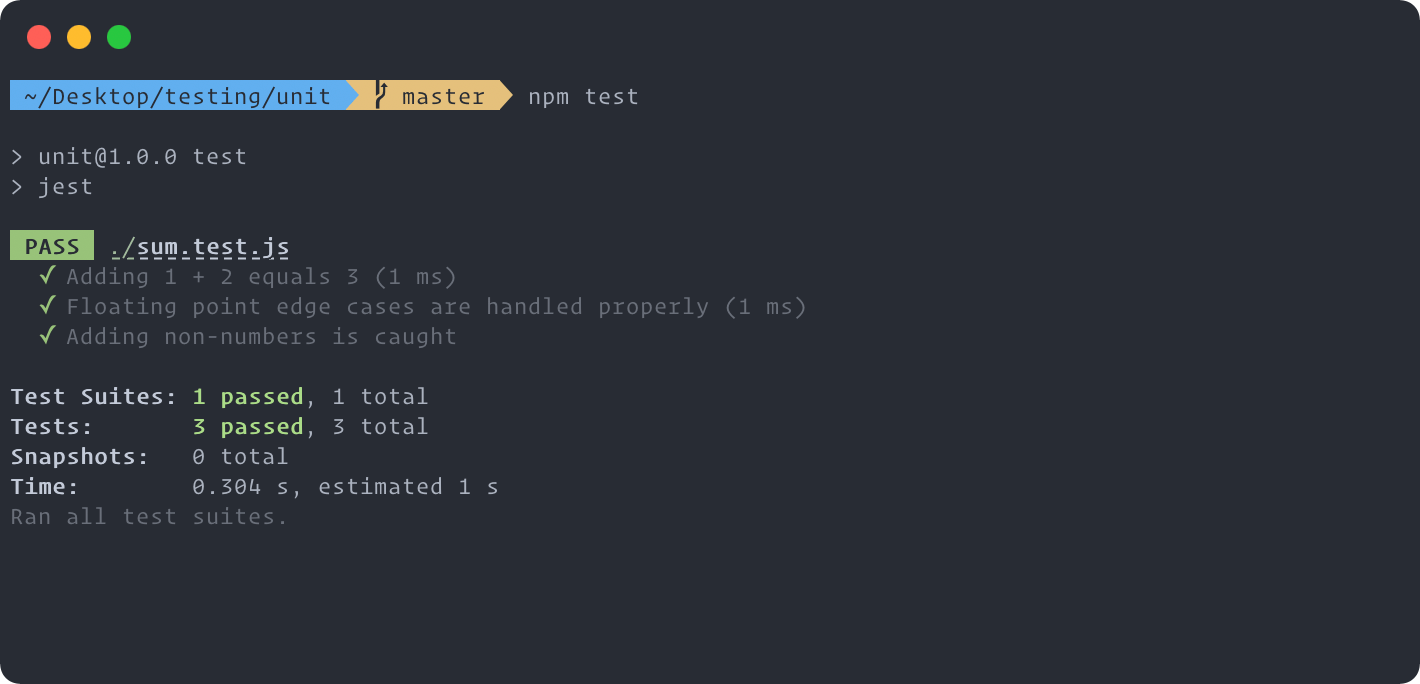 ~/Desktop/testing/unit master npm test
> unit@1.0.0 test
> jest
PASS ./sum.test.js
✓ Adding 1 + 2 equals 3 (1 ms)
✓ Floating point edge cases are handled properly (1 ms)
✓ Adding non-numbers is caught
Test Suites: 1 passed, 1 total
Tests: 3 passed, 3 total
Snapshots: 0 total
Time: 0.304 s, estimated 1 s
Ran all test suites.